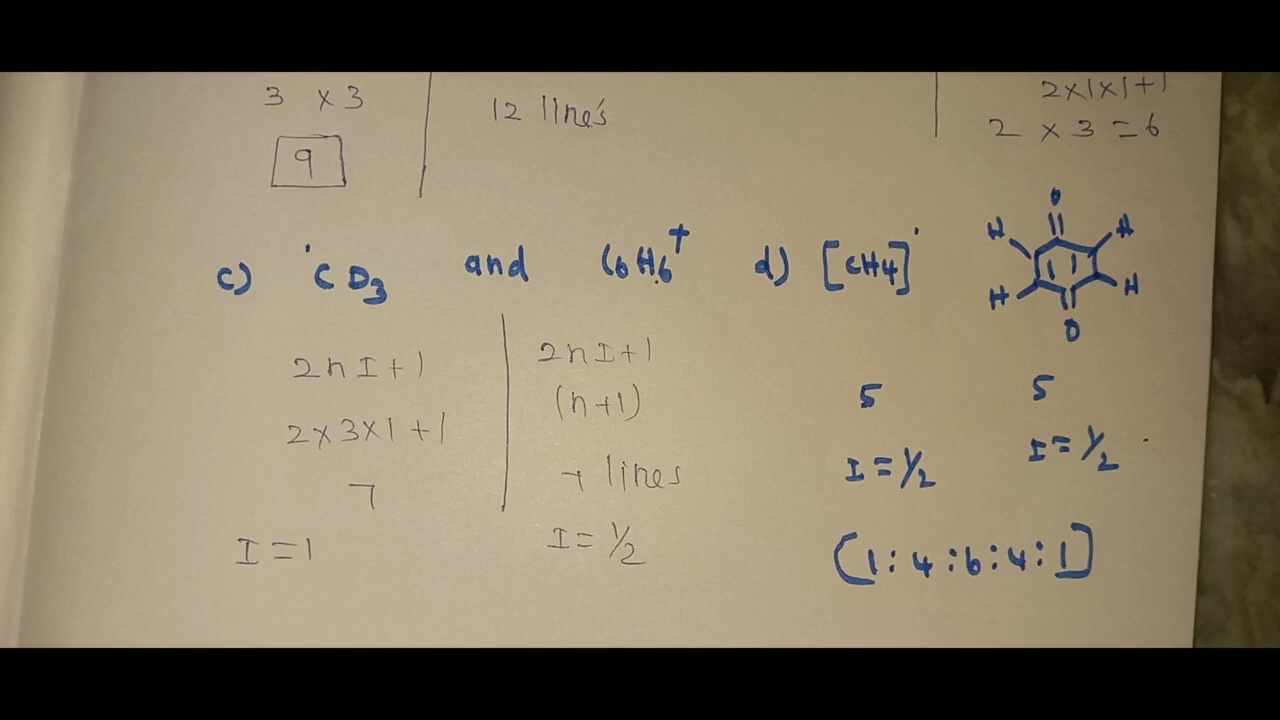 3 x 3
9
12 line's
2x1x1+1
2 x 3 = 6
c) •CD3 and C6H6+
d) [CH4]•
O
H H
H H
O
2nI+1
2x3x1+1
7
I = 1
2nI+1
(n+1)
7 lines
I = 1/2
5 5
I = 1/2 I = 1/2
(1:4:6:4:1]